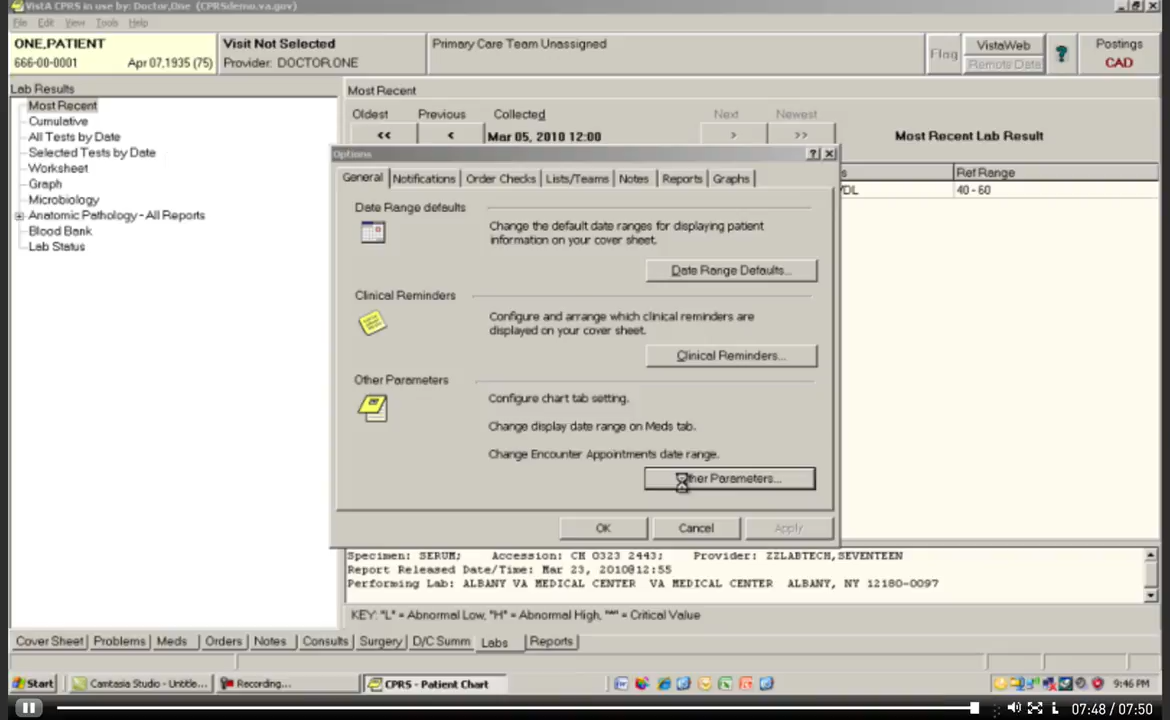 VistA CPRS in use by: Doctor,One (CPRSdemo.va.gov)
File Edit View Tools Help
ONE,PATIENT
666-00-0001 Apr 07,1935 (75)
Visit Not Selected
Provider: DOCTOR,ONE
Primary Care Team Unassigned
Flag
VistaWeb
Remote Data
?
Postings
CAD
Lab Results
Most Recent
Cumulative
All Tests by Date
Selected Tests by Date
Worksheet
Graph
Microbiology
Anatomic Pathology - All Reports
Blood Bank
Lab Status
Most Recent
Oldest Previous Collected Next Newest
<< < Mar 05, 2010 12:00 > >>
Most Recent Lab Result
Ref Range
40 - 60
Options
General Notifications Order Checks Lists/Teams Notes Reports Graphs
Date Range defaults
Change the default date ranges for displaying patient
information on your cover sheet.
Date Range Defaults...
Clinical Reminders
Configure and arrange which clinical reminders are
displayed on your cover sheet.
Clinical Reminders...
Other Parameters
Configure chart tab setting.
Change display date range on Meds tab.
Change Encounter Appointments date range.
Other Parameters...
OK Cancel Apply
Specimen: SERUM; Accession: CH 0323 2443; Provider: ZZLABTECH,SEVENTEEN
Report Released Date/Time: Mar 23, 2010@12:55
Performing Lab: ALBANY VA MEDICAL CENTER VA MEDICAL CENTER ALBANY, NY 12180-0097
KEY: "L" = Abnormal Low, "H" = Abnormal High, "*" = Critical Value
Cover Sheet Problems Meds Orders Notes Consults Surgery D/C Summ Labs Reports
Start Camtasia Studio - Untitle... Recording... CPRS - Patient Chart 9:46 PM
07:48 / 07:50